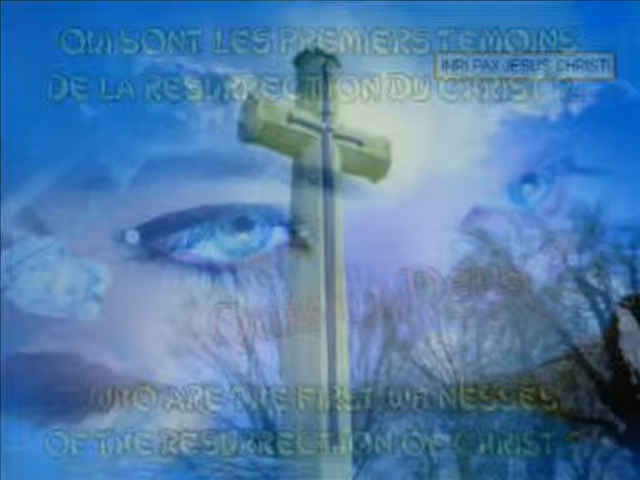 QUI SONT LES PREMIERS TEMOINS
INRI PAX JESUS CHRISTI
DE LA RESURRECTION DU CHRIST ?
WHO ARE THE FIRST WITNESSES
OF THE RESURRECTION OF CHRIST ?